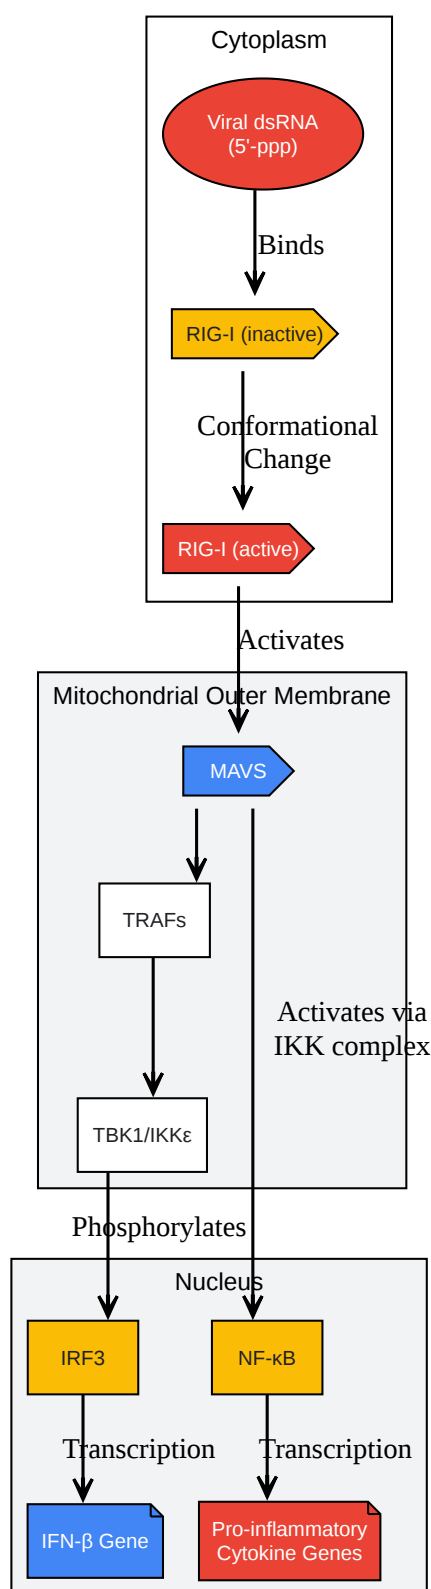 Cytoplasm
Viral dsRNA
(5'-ppp)
Binds
RIG-I (inactive)
Conformational
Change
RIG-I (active)
Activates
Mitochondrial Outer Membrane
MAVS
TRAFs
Activates via
IKK complex
TBK1/IKKε
Phosphorylates
Nucleus
IRF3
NF-κB
Transcription
Transcription
IFN-β Gene
Pro-inflammatory
Cytokine Genes